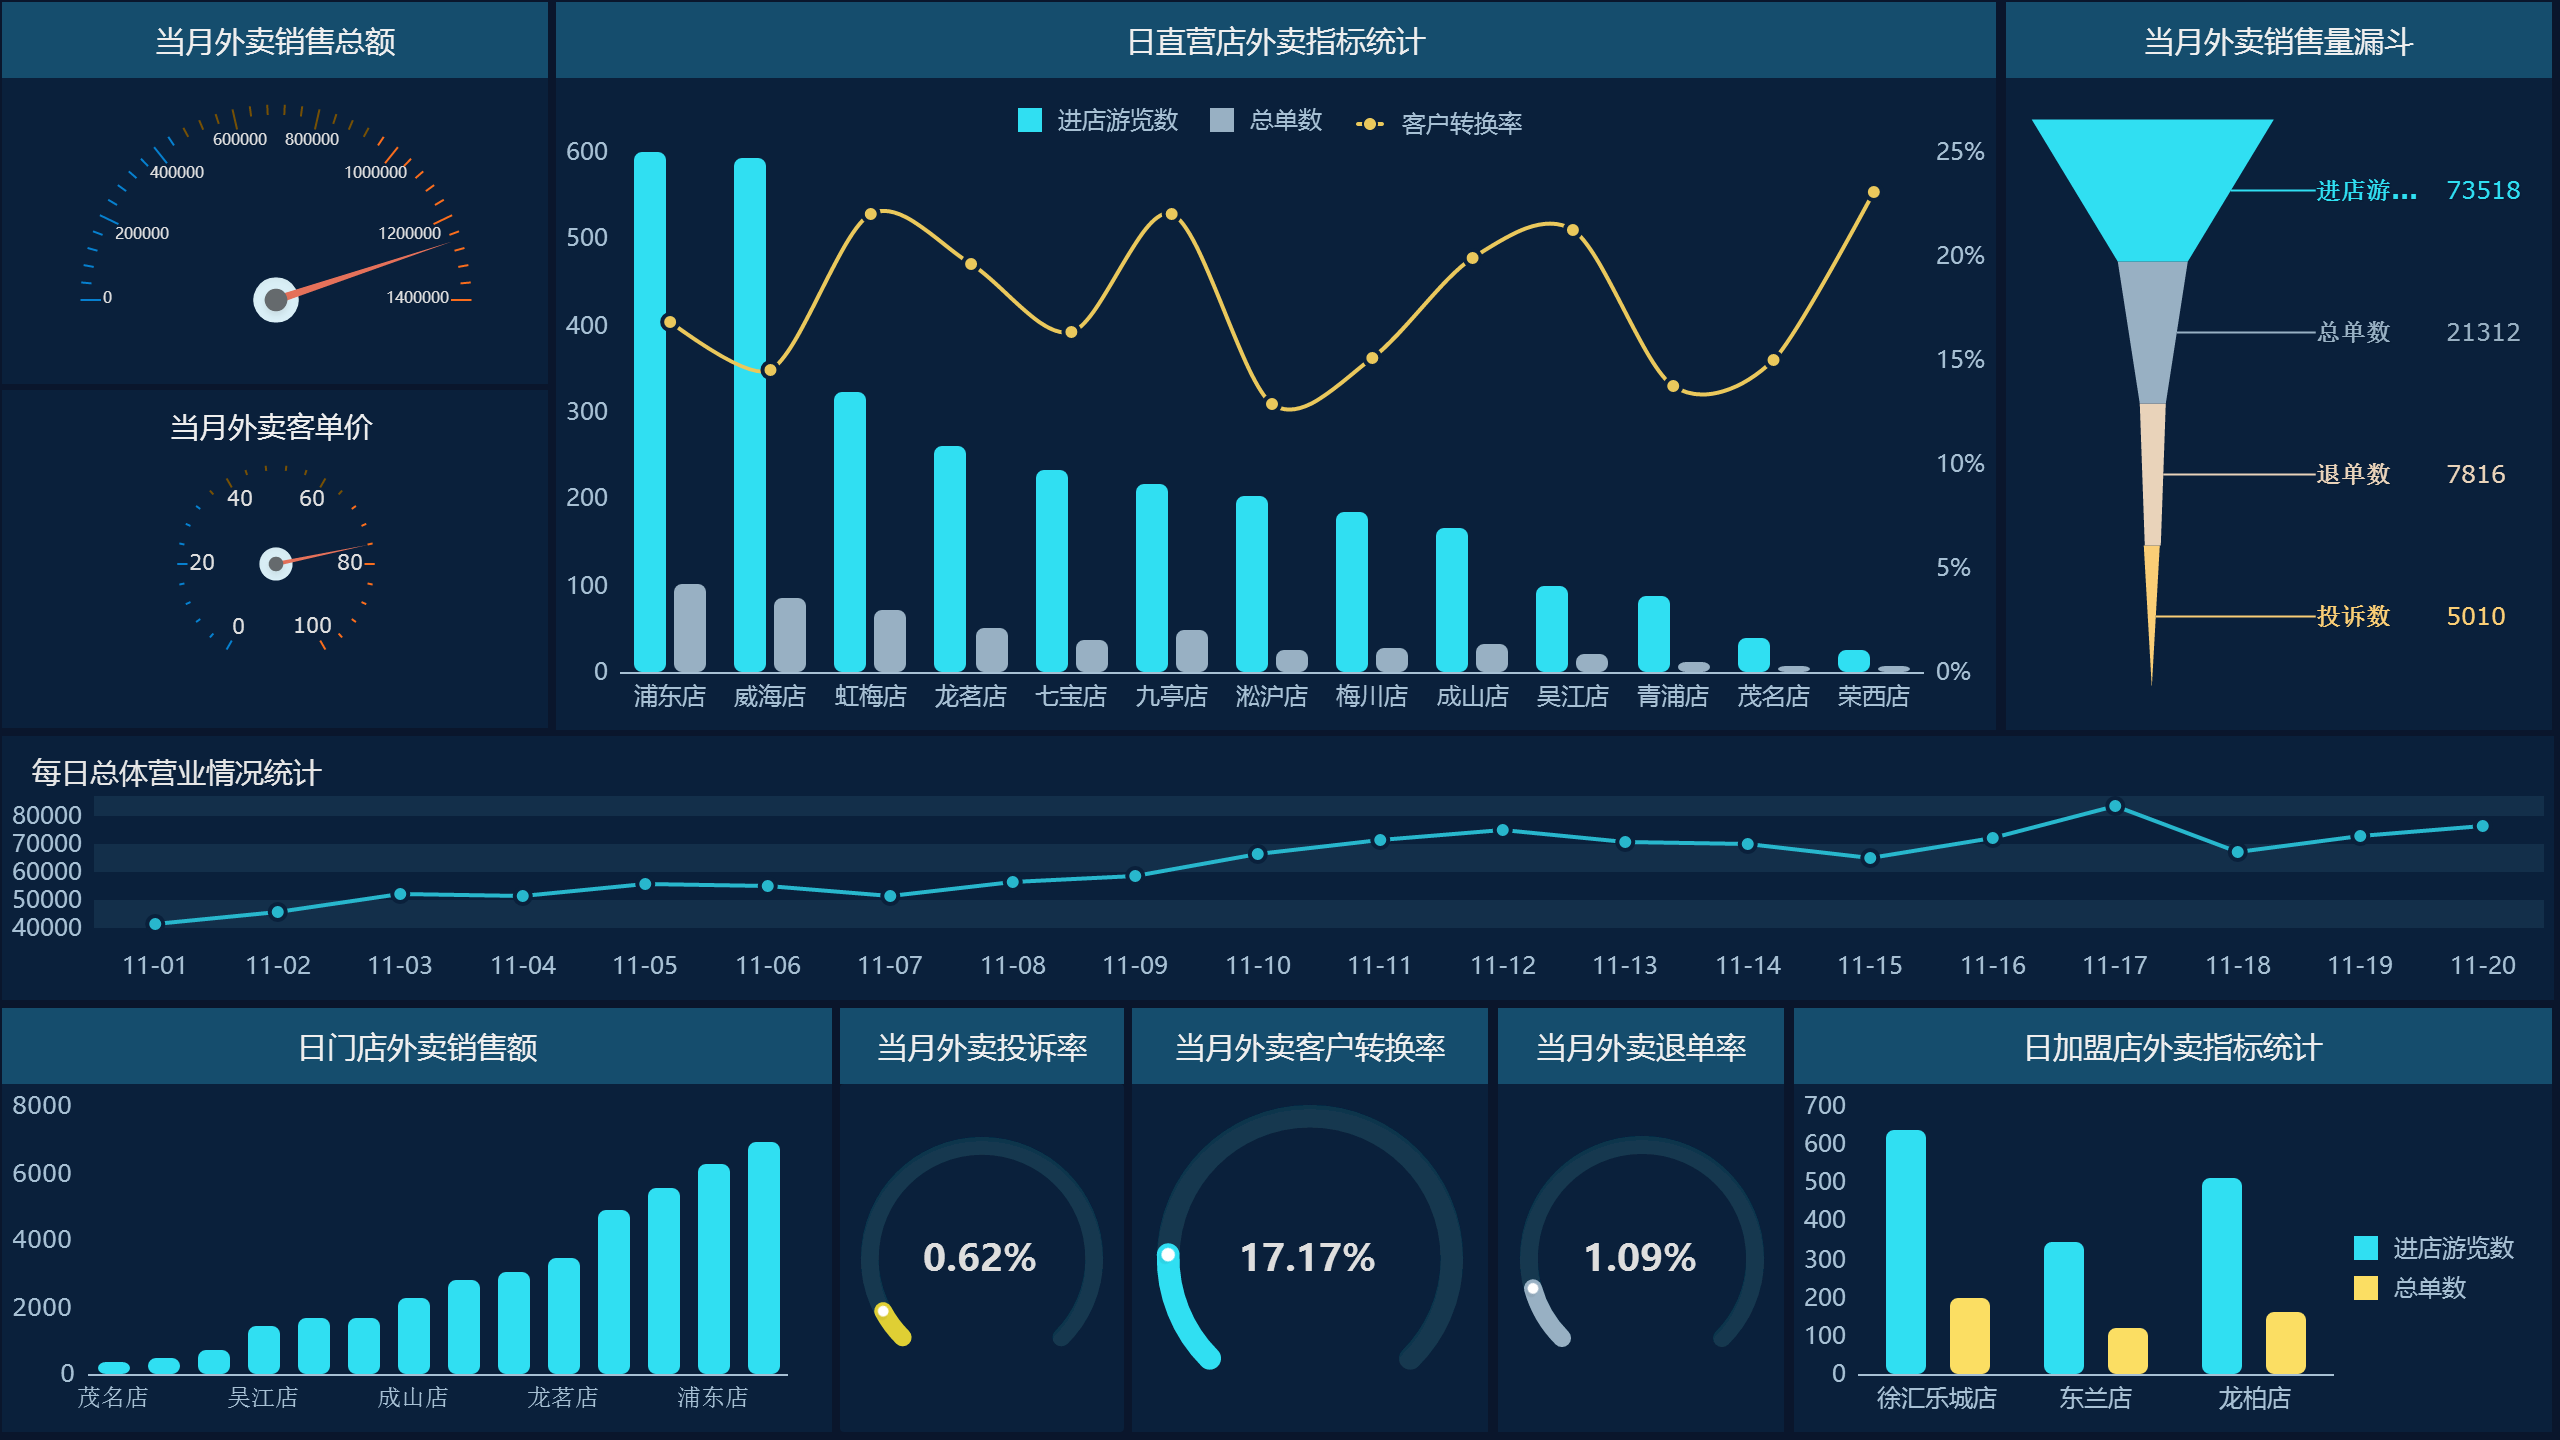 当月外卖销售总额
0
200000
400000
600000
800000
1000000
1200000
1400000
当月外卖客单价
0
20
40
60
80
100
日直营店外卖指标统计
进店游览数 总单数 客户转换率
600
500
400
300
200
100
0
25%
20%
15%
10%
5%
0%
浦东店 威海店 虹梅店 龙茗店 七宝店 九亭店 淞沪店 梅川店 成山店 吴江店 青浦店 茂名店 荣西店
当月外卖销售量漏斗
进店游... 73518
总单数 21312
退单数 7816
投诉数 5010
每日总体营业情况统计
80000
70000
60000
50000
40000
11-01 11-02 11-03 11-04 11-05 11-06 11-07 11-08 11-09 11-10 11-11 11-12 11-13 11-14 11-15 11-16 11-17 11-18 11-19 11-20
日门店外卖销售额
8000
6000
4000
2000
0
茂名店 吴江店 成山店 龙茗店 浦东店
当月外卖投诉率
0.62%
当月外卖客户转换率
17.17%
当月外卖退单率
1.09%
日加盟店外卖指标统计
700
600
500
400
300
200
100
0
徐汇乐城店 东兰店 龙柏店
进店游览数
总单数